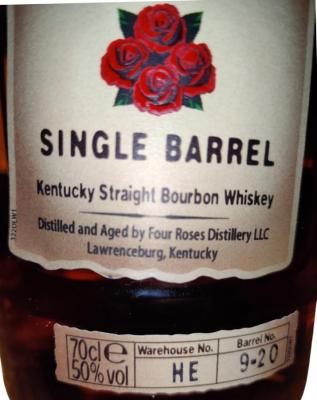 SINGLE BARREL
Kentucky Straight Bourbon Whiskey
Distilled and Aged by Four Roses Distillery LLC
Lawrenceburg, Kentucky
70cl e
50% vol
Warehouse No.
HE
Barrel No.
9-20